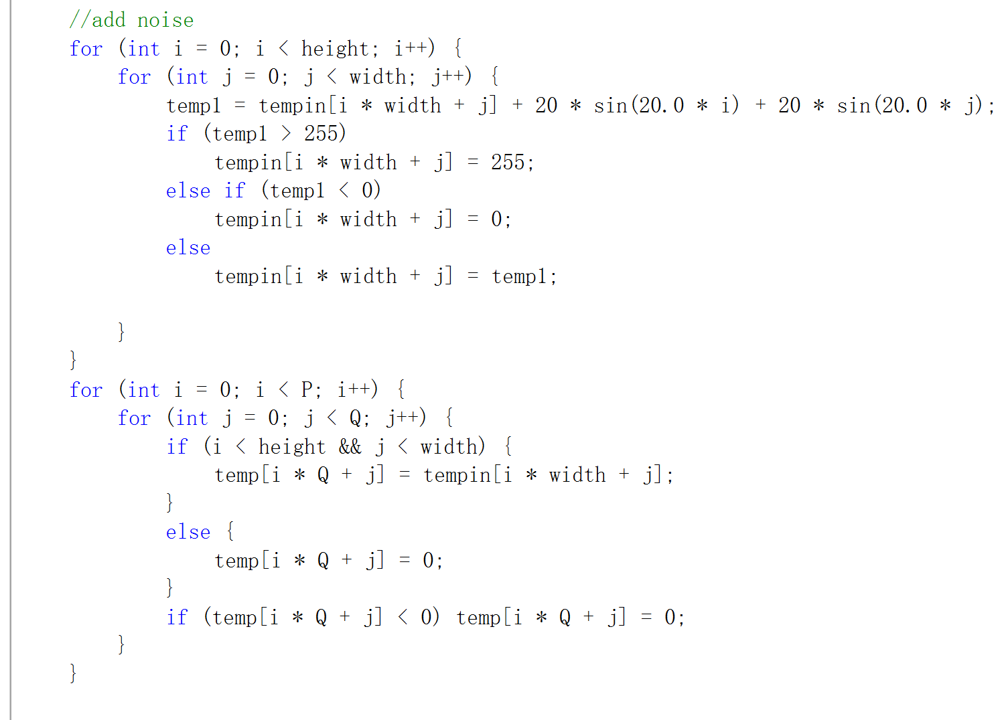 //add noise
for (int i = 0; i < height; i++) {
for (int j = 0; j < width; j++) {
temp1 = tempin[i * width + j] + 20 * sin(20.0 * i) + 20 * sin(20.0 * j);
if (temp1 > 255)
tempin[i * width + j] = 255;
else if (temp1 < 0)
tempin[i * width + j] = 0;
else
tempin[i * width + j] = temp1;
}
}
for (int i = 0; i < P; i++) {
for (int j = 0; j < Q; j++) {
if (i < height && j < width) {
temp[i * Q + j] = tempin[i * width + j];
}
else {
temp[i * Q + j] = 0;
}
if (temp[i * Q + j] < 0) temp[i * Q + j] = 0;
}
}